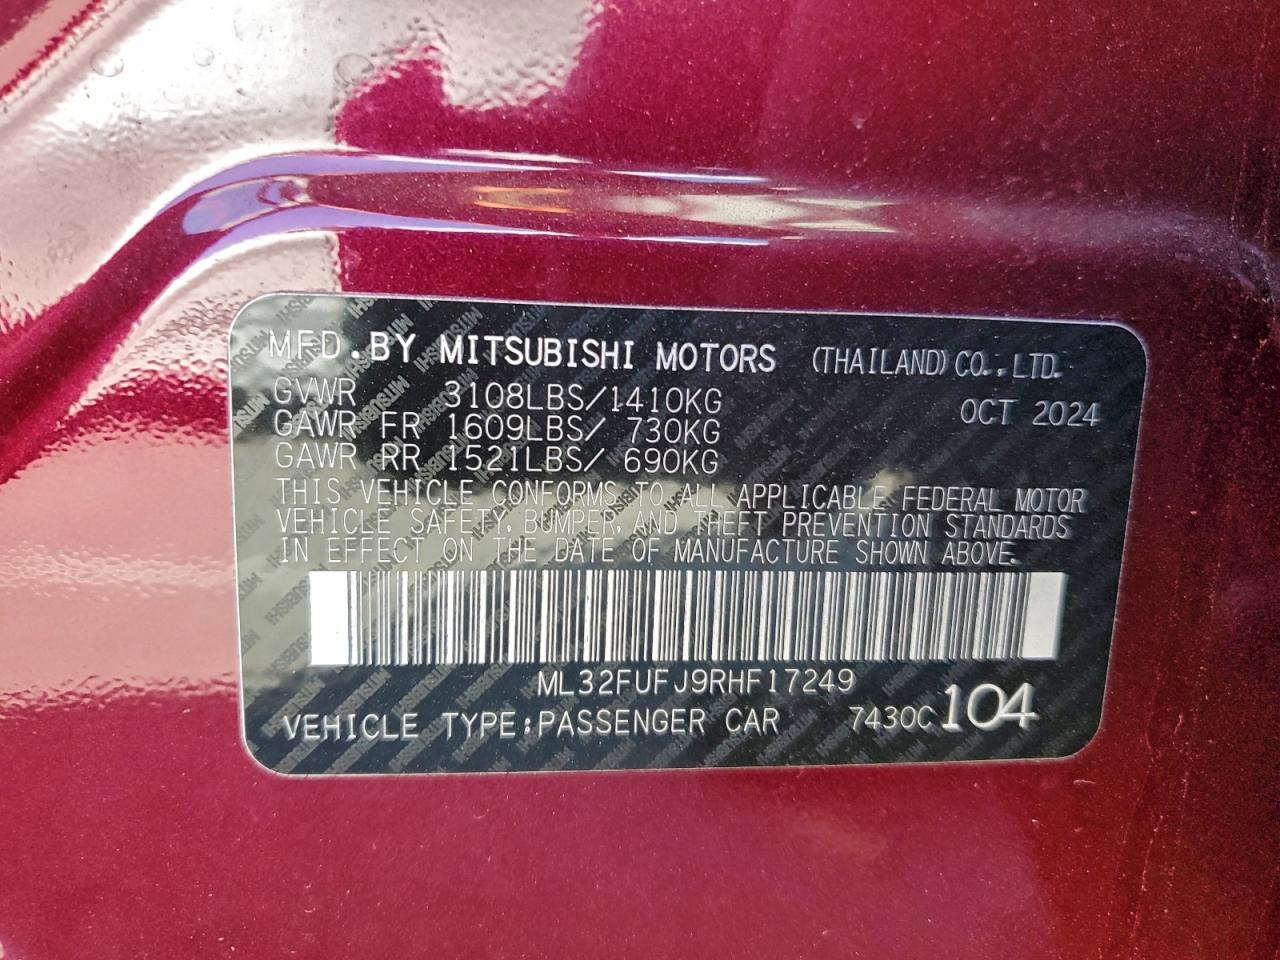 MFD.BY MITSUBISHI MOTORS (THAILAND) CO.,LTD.
GVWR 3108LBS/1410KG OCT 2024
GAWR FR 1609LBS/ 730KG
GAWR RR 1521LBS/ 690KG
THIS VEHICLE CONFORMS TO ALL APPLICABLE FEDERAL MOTOR
VEHICLE SAFETY, BUMPER, AND THEFT PREVENTION STANDARDS
IN EFFECT ON THE DATE OF MANUFACTURE SHOWN ABOVE.
ML32FUFJ9RHF17249
VEHICLE TYPE:PASSENGER CAR 7430C104